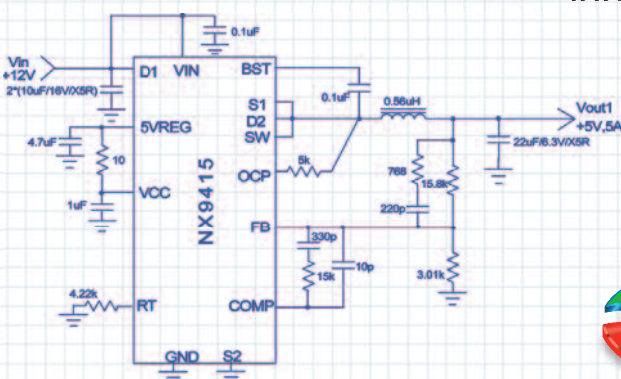 0.1uF
Vin
+12V
D1
VIN
BST
2*(10uF/16V/X5R)
0.1uF
S1
D2
SW
0.56uH
Vout1
+5V,5A
5VREG
4.7uF
10
22uF/6.3V/X5R
5k
OCP
768
15.8k
VCC
1uF
NX9415
220p
FB
330p
10p
15k
3.01k
4.22k
RT
COMP
GND
S2